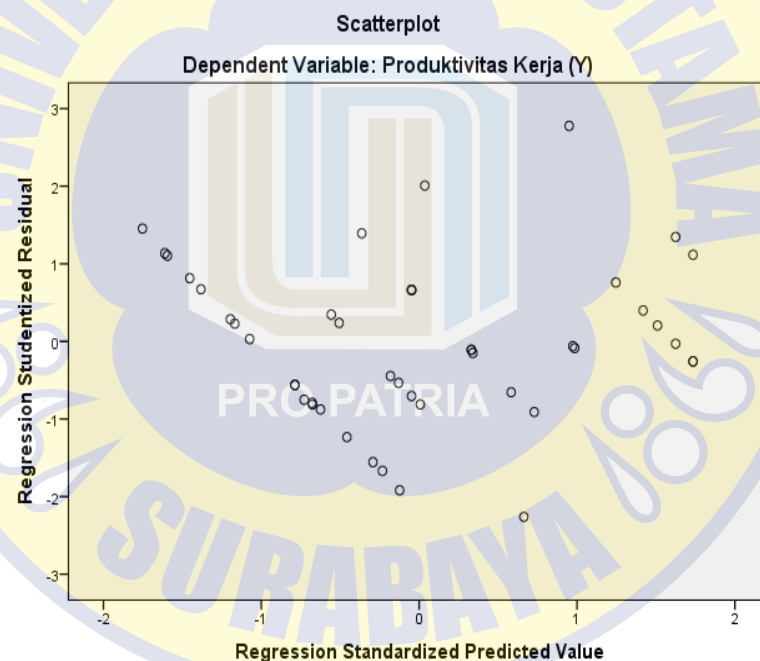 Scatterplot
Dependent Variable: Produktivitas Kerja (Y)
Regression Studentized Residual
3
2
1
0
-1
-2
-3
-2
-1
0
1
2
Regression Standardized Predicted Value
PRO PATRIA
SURABAYA